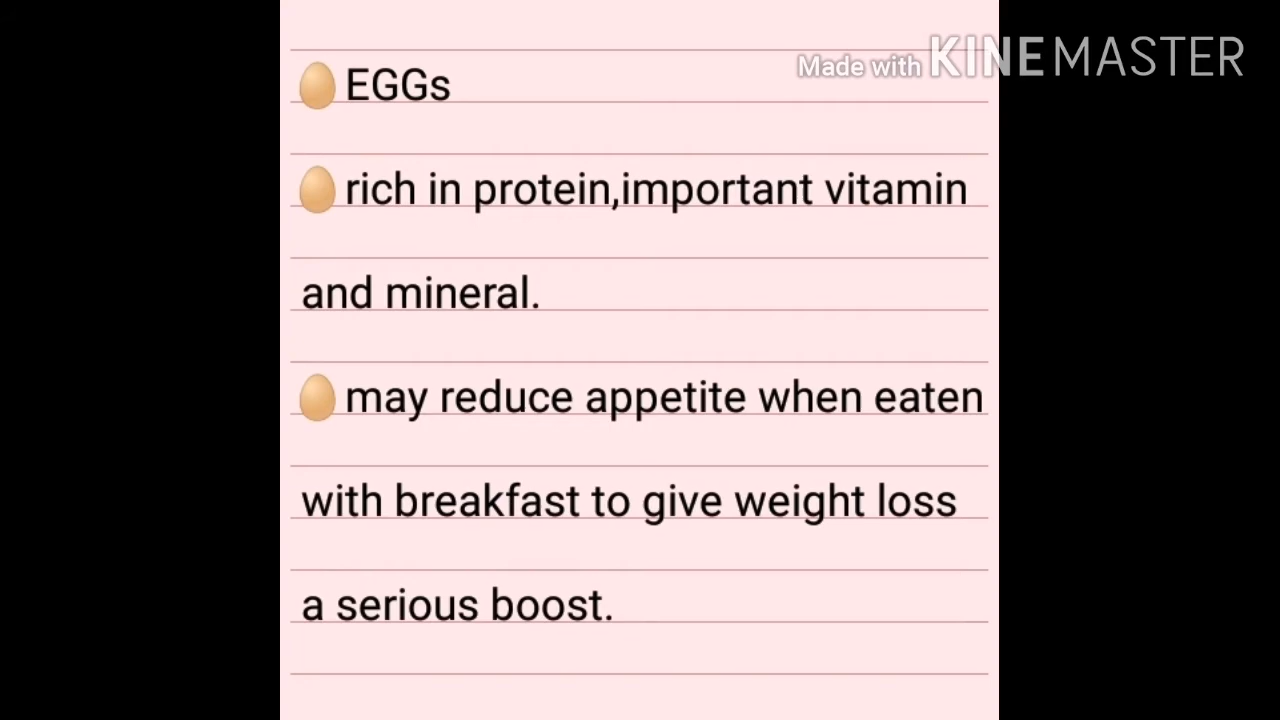 Made with KINEMASTER
🥚EGGs
🥚rich in protein,important vitamin
and mineral.
🥚may reduce appetite when eaten
with breakfast to give weight loss
a serious boost.